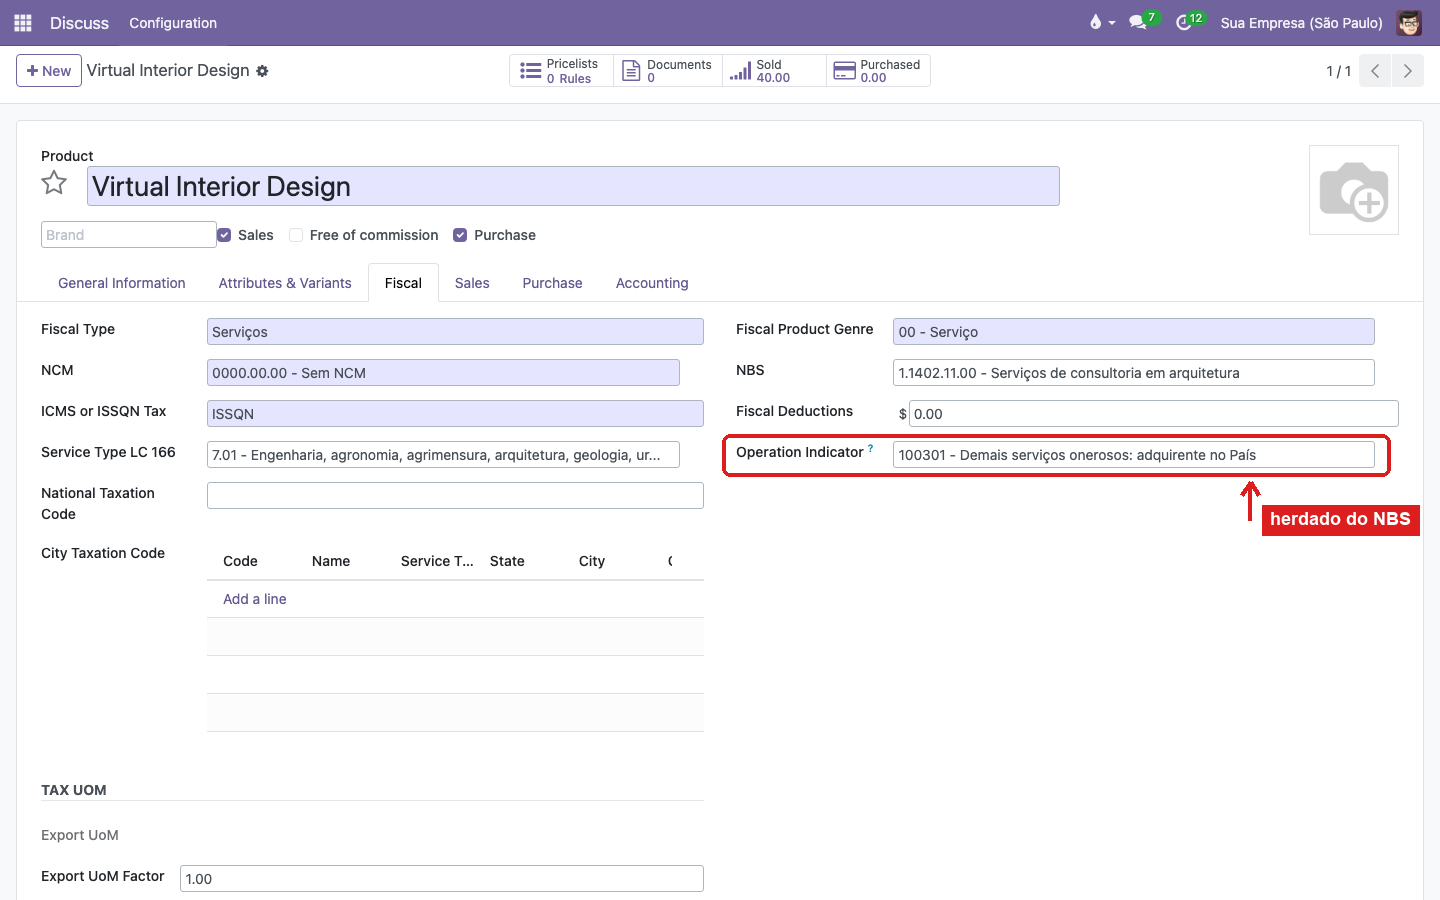 Discuss Configuration 7 12 Sua Empresa (São Paulo)
New Virtual Interior Design Pricelists 0 Rules Documents 0 Sold 40.00 Purchased 0.00 1 / 1
Product
Virtual Interior Design
Brand Sales Free of commission Purchase
General Information Attributes & Variants Fiscal Sales Purchase Accounting
Fiscal Type Serviços Fiscal Product Genre 00 - Serviço
NCM 0000.00.00 - Sem NCM NBS 1.1402.11.00 - Serviços de consultoria em arquitetura
ICMS or ISSQN Tax ISSQN Fiscal Deductions $ 0.00
Service Type LC 166 7.01 - Engenharia, agronomia, agrimensura, arquitetura, geologia, ur... Operation Indicator ? 100301 - Demais serviços onerosos: adquirente no País
National Taxation
Code
herdado do NBS
City Taxation Code Code Name Service T... State City
Add a line
TAX UOM
Export UoM
Export UoM Factor 1.00